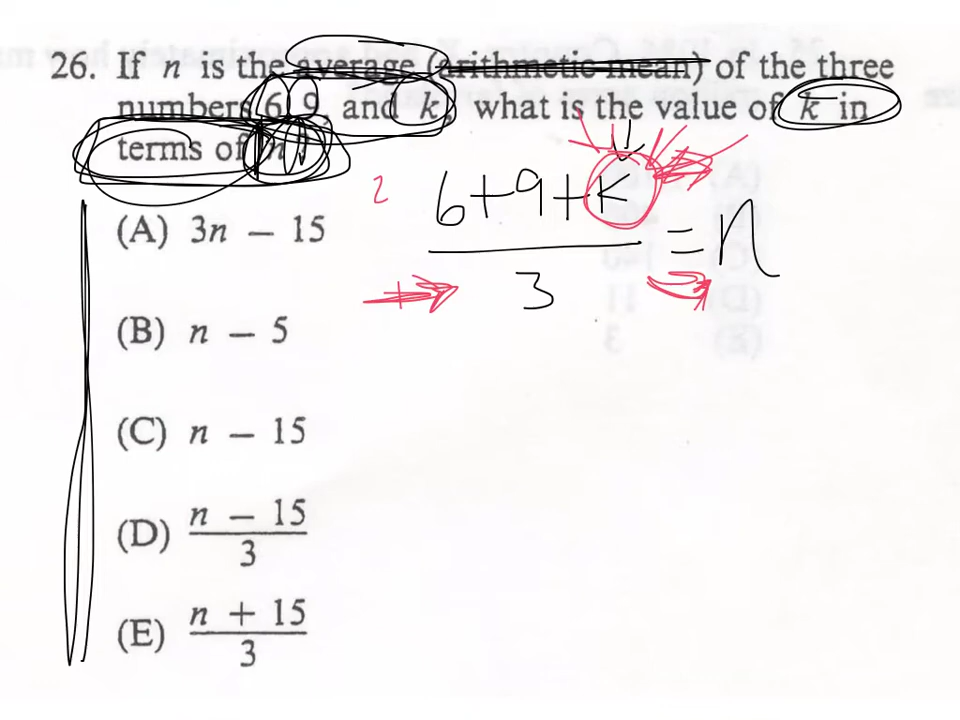 26. If n is the average (arithmetic mean) of the three
numbers 6, 9, and k, what is the value of k in
terms of n?
2
6+9+k
= n
3
(A) 3n − 15
(B) n − 5
(C) n − 15
(D) n − 15
3
(E) n + 15
3